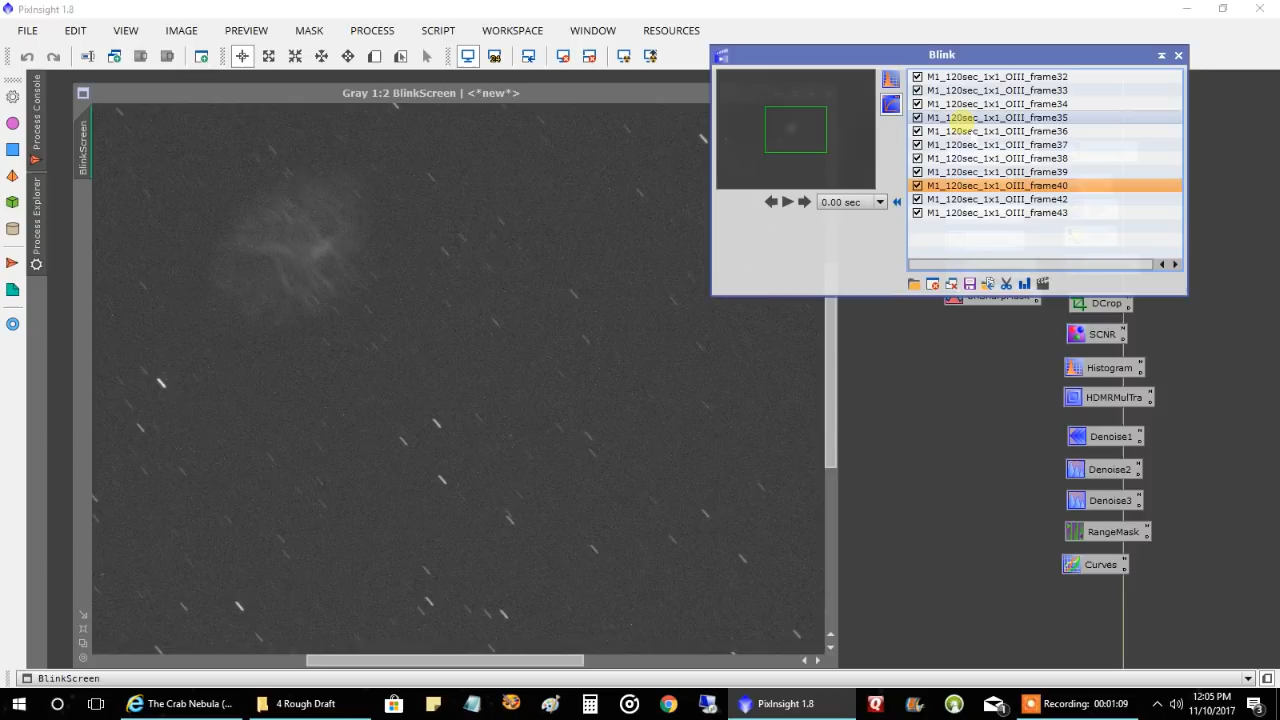 PixInsight 1.8
FILE EDIT VIEW IMAGE MASK PROCESS SCRIPT WORKSPACE WINDOW RESOURCES
Process Console
Process Explorer
BlinkScreen
Gray 1:2 BlinkScreen | <*new*>
Blink
M1_120sec_1x1_OIII_frame32
M1_120sec_1x1_OIII_frame33
M1_120sec_1x1_OIII_frame34
M1_120sec_1x1_OIII_frame35
M1_120sec_1x1_OIII_frame36
M1_120sec_1x1_OIII_frame37
M1_120sec_1x1_OIII_frame38
M1_120sec_1x1_OIII_frame39
M1_120sec_1x1_OIII_frame40
M1_120sec_1x1_OIII_frame42
M1_120sec_1x1_OIII_frame43
0.00 sec
DCrop
SCNR
Histogram
HDMRMulTra
Denoise1
Denoise2
Denoise3
RangeMask
Curves
BlinkScreen
The Crab Nebula (...
4 Rough Draft
PixInsight 1.8
Recording: 00:01:09
12:05 PM
11/10/2017